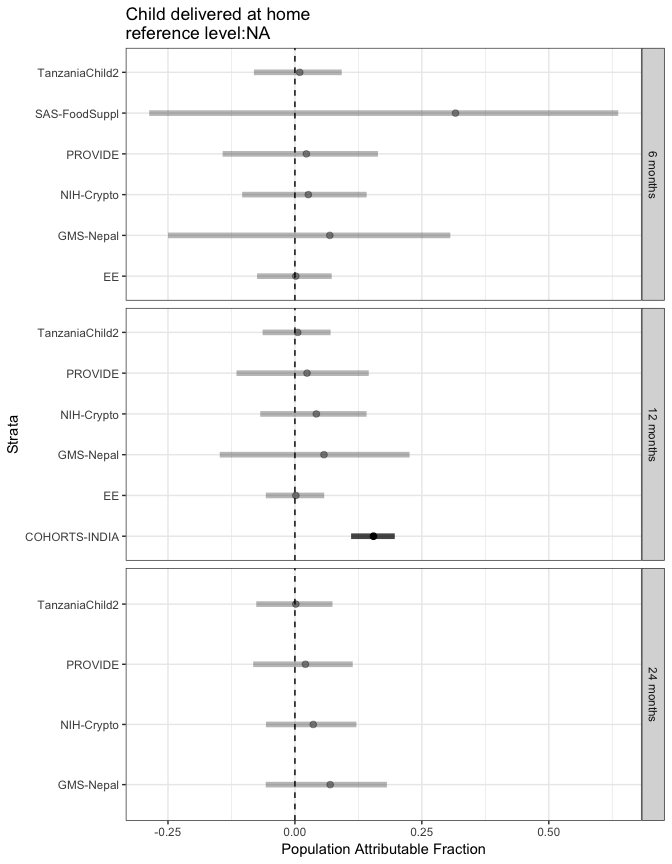 Child delivered at home
reference level:NA
Strata
TanzaniaChild2
SAS-FoodSuppl
PROVIDE
NIH-Crypto
GMS-Nepal
EE
6 months
TanzaniaChild2
PROVIDE
NIH-Crypto
GMS-Nepal
EE
COHORTS-INDIA
12 months
TanzaniaChild2
PROVIDE
NIH-Crypto
GMS-Nepal
24 months
-0.25 0.00 0.25 0.50
Population Attributable Fraction